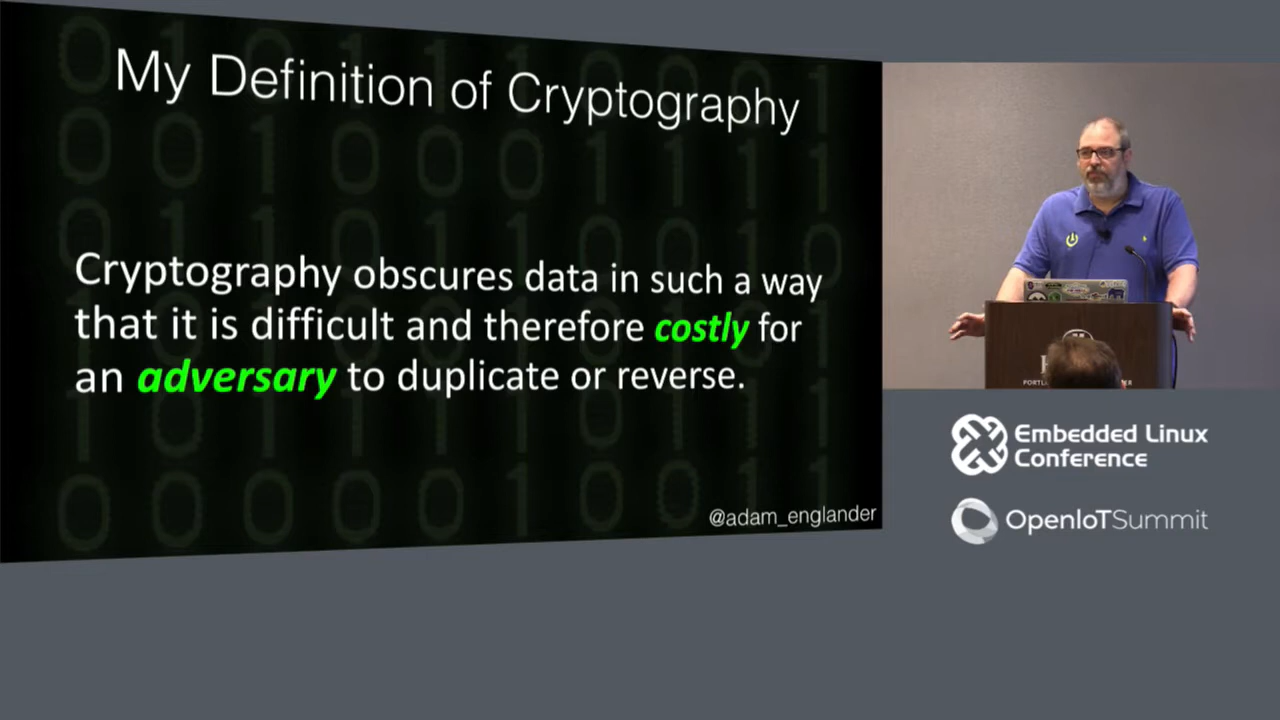 My Definition of Cryptography
Cryptography obscures data in such a way
that it is difficult and therefore costly for
an adversary to duplicate or reverse.
@adam_englander
Embedded Linux
Conference
OpenIoTSummit